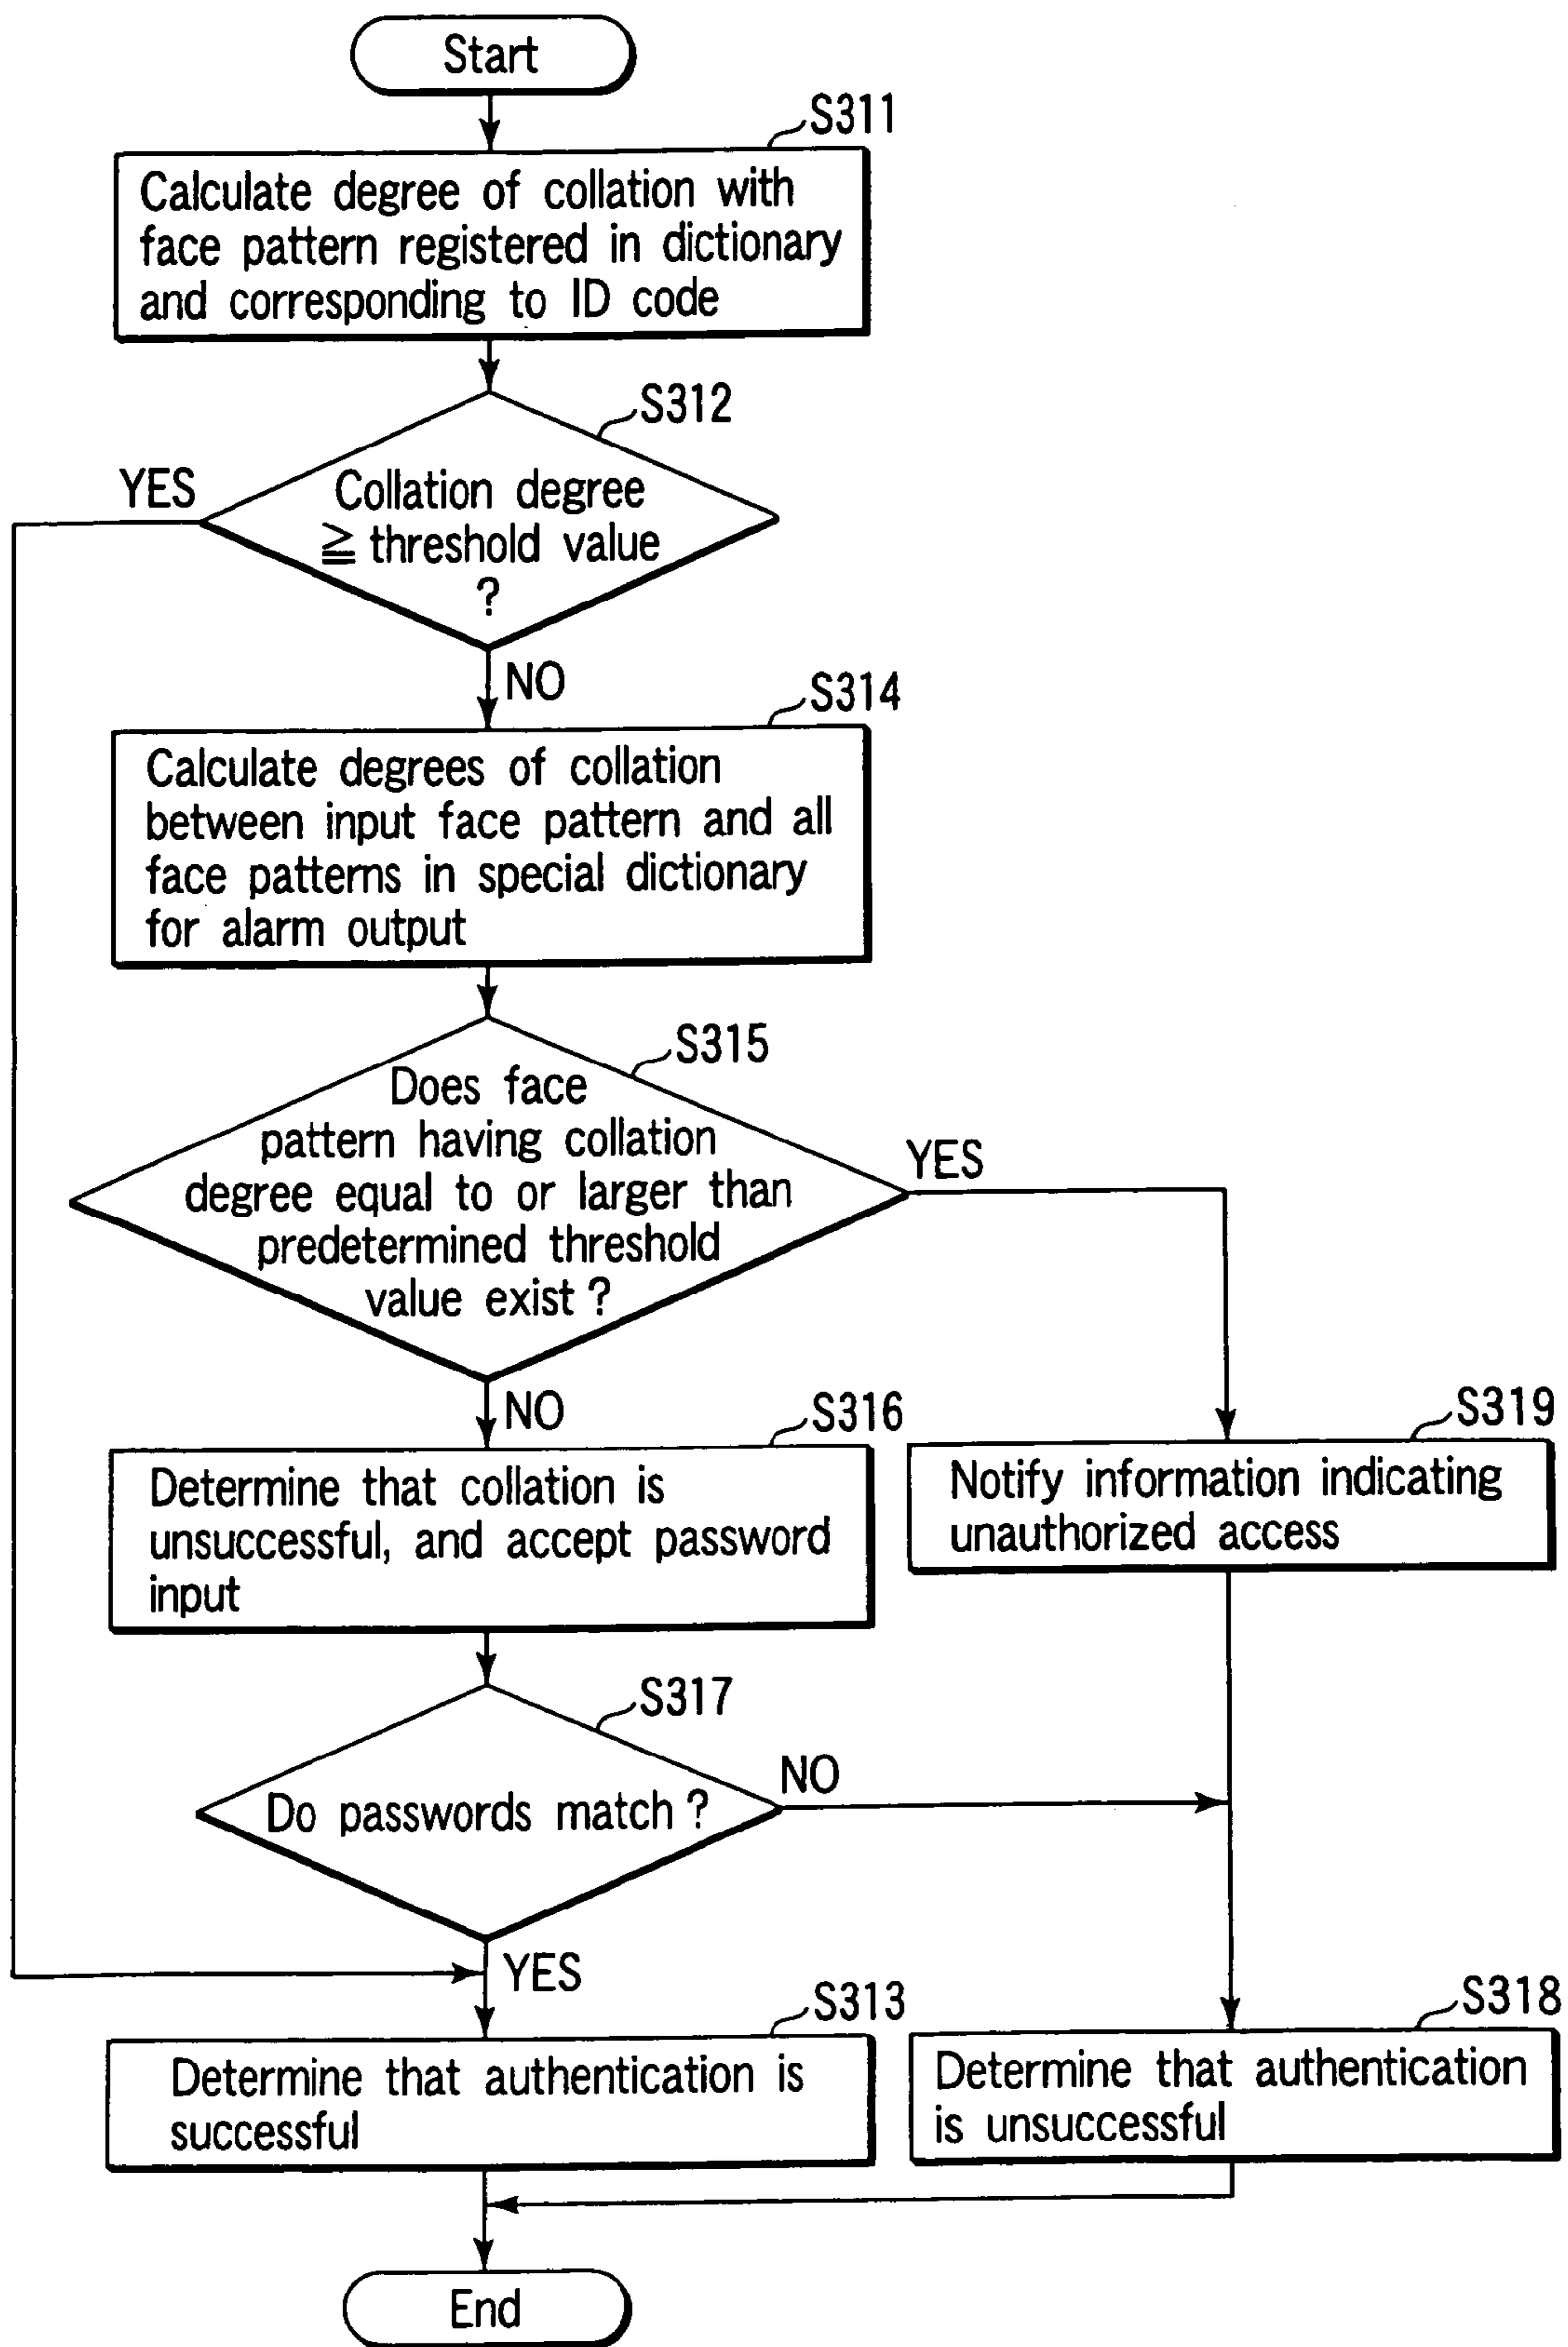 Start
S311
Calculate degree of collation with
face pattern registered in dictionary
and corresponding to ID code
S312
YES
Collation degree
≧ threshold value
?
NO
S314
Calculate degrees of collation
between input face pattern and all
face patterns in special dictionary
for alarm output
S315
Does face
pattern having collation
degree equal to or larger than
predetermined threshold
value exist ?
YES
NO
S316
Determine that collation is
unsuccessful, and accept password
input
S319
Notify information indicating
unauthorized access
S317
Do passwords match ?
NO
YES
S313
Determine that authentication is
successful
S318
Determine that authentication
is unsuccessful
End